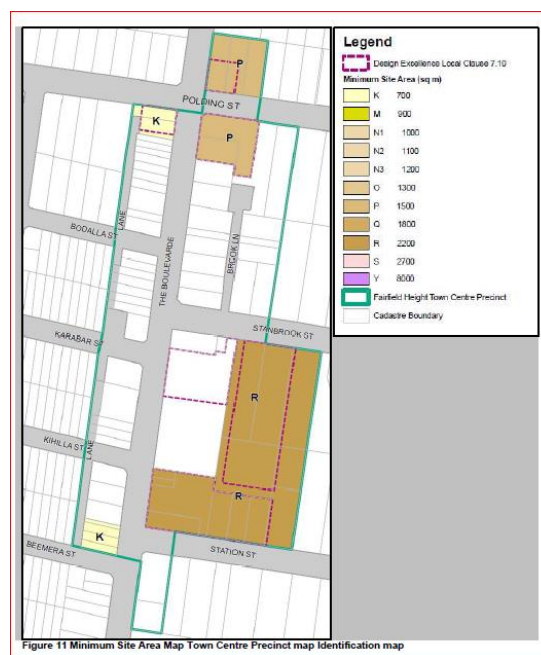 P
POLDING ST
K
P
LANE
BODALLA ST
THE BOULEVARDE
BROOK LN
STANBROOK ST
KARABAR ST
R
LANE
KIHILLA ST
R
K
BEEMERA ST
STATION ST
Legend
Design Excellence Local Clause 7.10
Minimum Site Area (sq m)
K 700
M 900
N1 1000
N2 1100
N3 1200
O 1300
P 1500
Q 1800
R 2200
S 2700
Y 8000
Fairfield Height Town Centre Precinct
Cadastre Boundary
Figure 11 Minimum Site Area Map Town Centre Precinct map Identification map